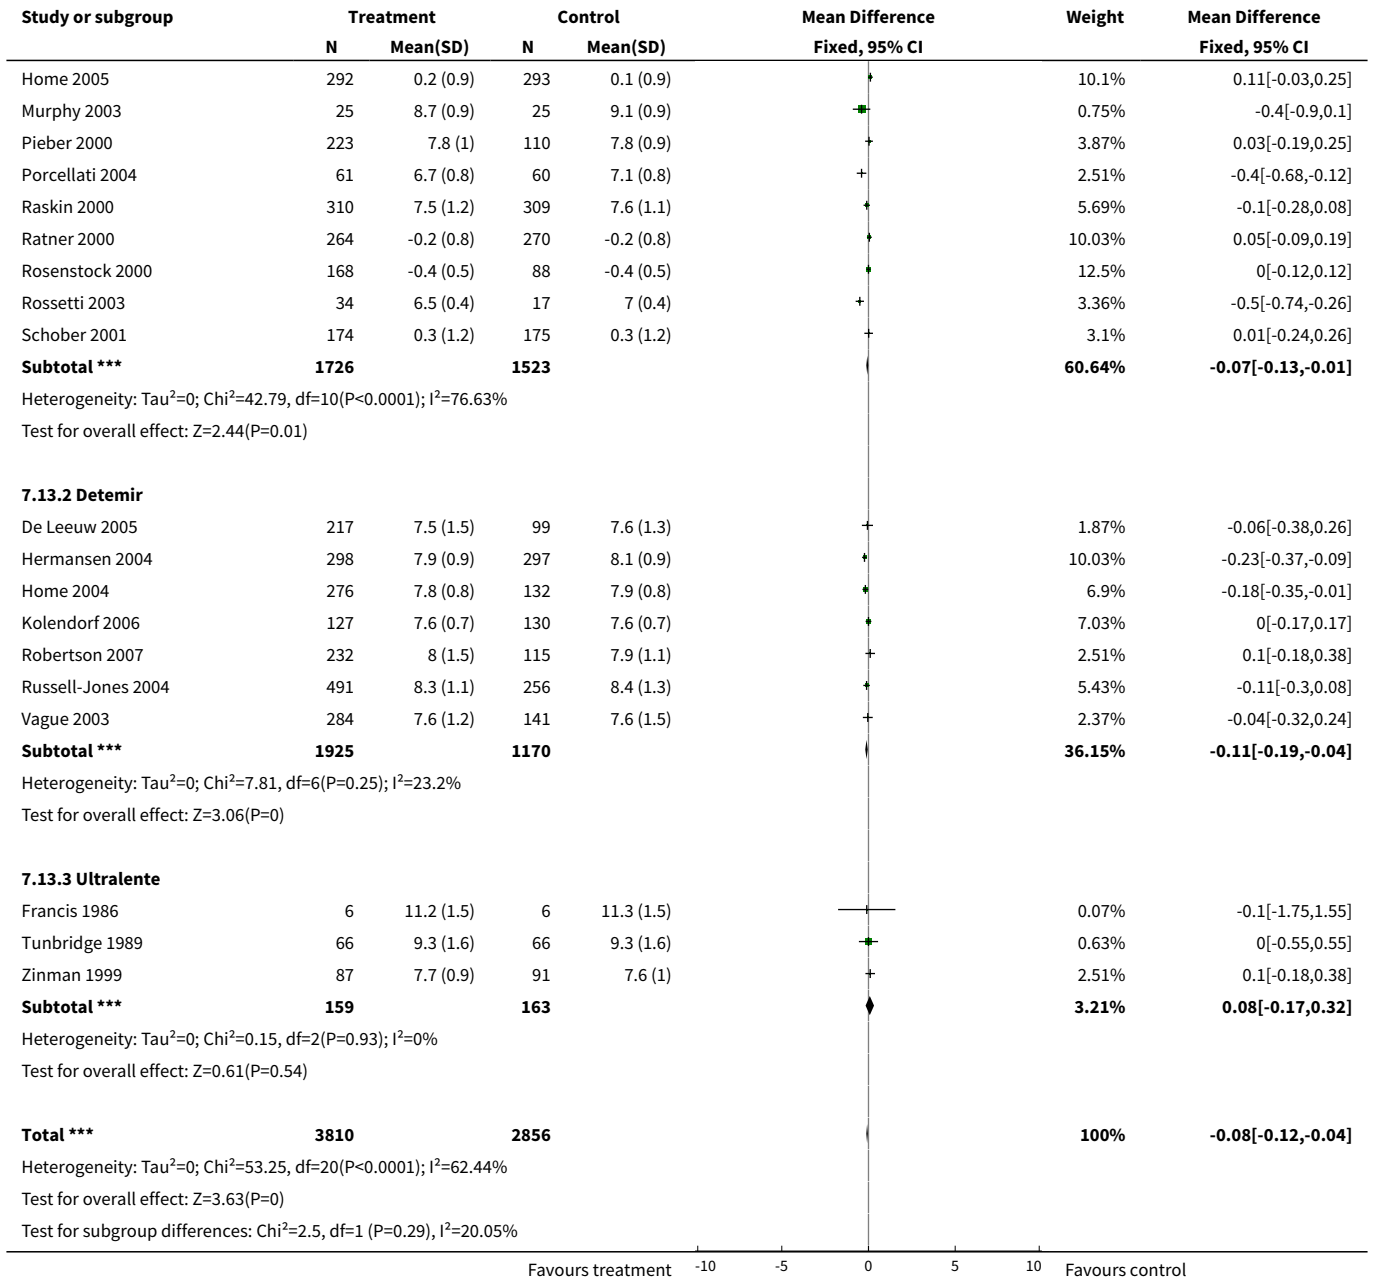 Study or subgroup Treatment Control Mean Difference Weight Mean Difference
N Mean(SD) N Mean(SD) Fixed, 95% CI Fixed, 95% CI
Home 2005 292 0.2 (0.9) 293 0.1 (0.9) 10.1% 0.11[-0.03,0.25]
Murphy 2003 25 8.7 (0.9) 25 9.1 (0.9) 0.75% -0.4[-0.9,0.1]
Pieber 2000 223 7.8 (1) 110 7.8 (0.9) 3.87% 0.03[-0.19,0.25]
Porcellati 2004 61 6.7 (0.8) 60 7.1 (0.8) 2.51% -0.4[-0.68,-0.12]
Raskin 2000 310 7.5 (1.2) 309 7.6 (1.1) 5.69% -0.1[-0.28,0.08]
Ratner 2000 264 -0.2 (0.8) 270 -0.2 (0.8) 10.03% 0.05[-0.09,0.19]
Rosenstock 2000 168 -0.4 (0.5) 88 -0.4 (0.5) 12.5% 0[-0.12,0.12]
Rossetti 2003 34 6.5 (0.4) 17 7 (0.4) 3.36% -0.5[-0.74,-0.26]
Schober 2001 174 0.3 (1.2) 175 0.3 (1.2) 3.1% 0.01[-0.24,0.26]
Subtotal *** 1726 1523 60.64% -0.07[-0.13,-0.01]
Heterogeneity: Tau²=0; Chi²=42.79, df=10(P<0.0001); I²=76.63%
Test for overall effect: Z=2.44(P=0.01)
7.13.2 Detemir
De Leeuw 2005 217 7.5 (1.5) 99 7.6 (1.3) 1.87% -0.06[-0.38,0.26]
Hermansen 2004 298 7.9 (0.9) 297 8.1 (0.9) 10.03% -0.23[-0.37,-0.09]
Home 2004 276 7.8 (0.8) 132 7.9 (0.8) 6.9% -0.18[-0.35,-0.01]
Kolendorf 2006 127 7.6 (0.7) 130 7.6 (0.7) 7.03% 0[-0.17,0.17]
Robertson 2007 232 8 (1.5) 115 7.9 (1.1) 2.51% 0.1[-0.18,0.38]
Russell-Jones 2004 491 8.3 (1.1) 256 8.4 (1.3) 5.43% -0.11[-0.3,0.08]
Vague 2003 284 7.6 (1.2) 141 7.6 (1.5) 2.37% -0.04[-0.32,0.24]
Subtotal *** 1925 1170 36.15% -0.11[-0.19,-0.04]
Heterogeneity: Tau²=0; Chi²=7.81, df=6(P=0.25); I²=23.2%
Test for overall effect: Z=3.06(P=0)
7.13.3 Ultralente
Francis 1986 6 11.2 (1.5) 6 11.3 (1.5) 0.07% -0.1[-1.75,1.55]
Tunbridge 1989 66 9.3 (1.6) 66 9.3 (1.6) 0.63% 0[-0.55,0.55]
Zinman 1999 87 7.7 (0.9) 91 7.6 (1) 2.51% 0.1[-0.18,0.38]
Subtotal *** 159 163 3.21% 0.08[-0.17,0.32]
Heterogeneity: Tau²=0; Chi²=0.15, df=2(P=0.93); I²=0%
Test for overall effect: Z=0.61(P=0.54)
Total *** 3810 2856 100% -0.08[-0.12,-0.04]
Heterogeneity: Tau²=0; Chi²=53.25, df=20(P<0.0001); I²=62.44%
Test for overall effect: Z=3.63(P=0)
Test for subgroup differences: Chi²=2.5, df=1 (P=0.29), I²=20.05%
Favours treatment -10 -5 0 5 10 Favours control